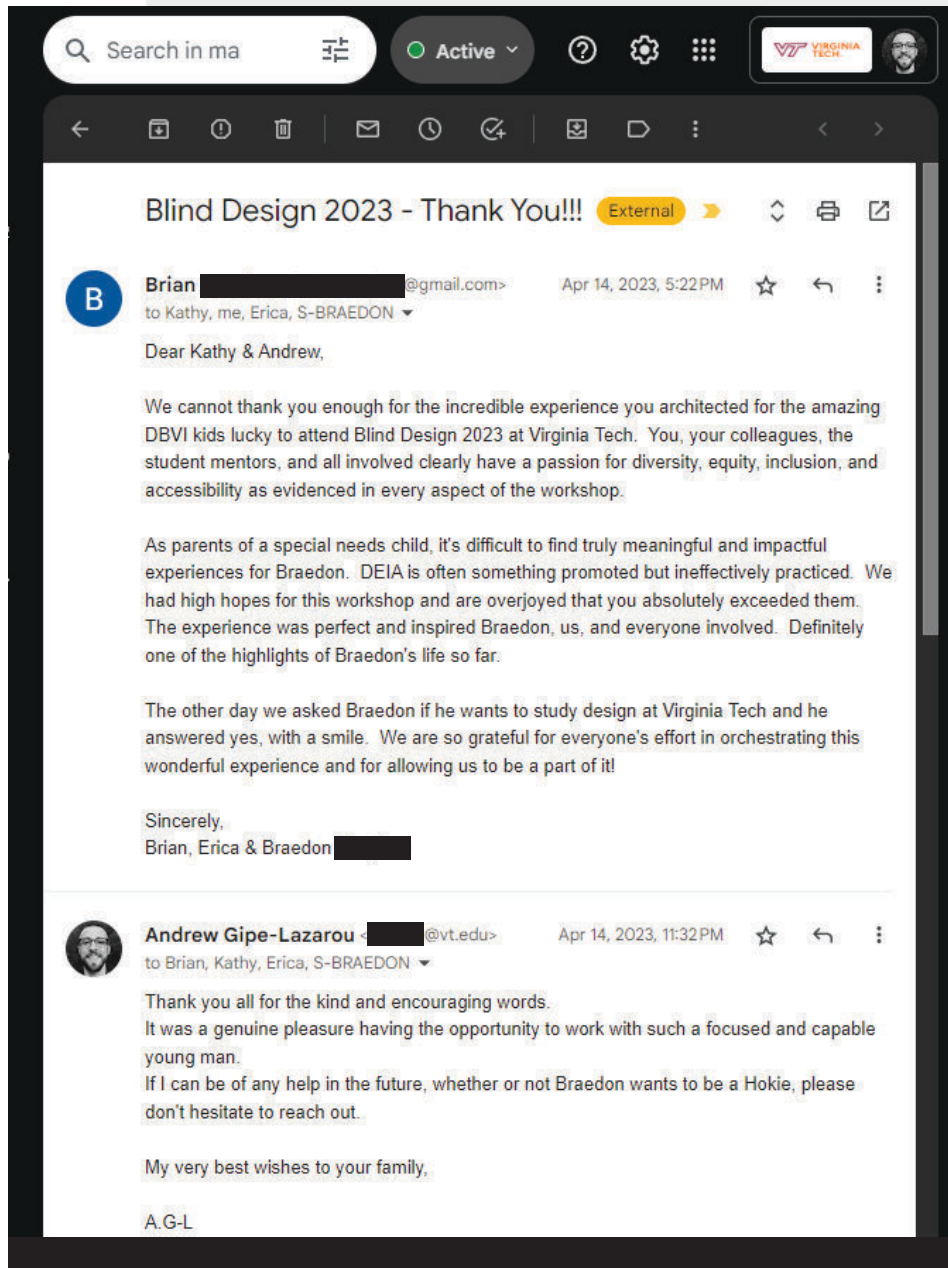 Search in ma
Active
VT VIRGINIA TECH
Blind Design 2023 - Thank You!!! External
B
Brian @gmail.com> Apr 14, 2023, 5:22 PM
to Kathy, me, Erica, S-BRAEDON
Dear Kathy & Andrew,
We cannot thank you enough for the incredible experience you architected for the amazing
DBVI kids lucky to attend Blind Design 2023 at Virginia Tech. You, your colleagues, the
student mentors, and all involved clearly have a passion for diversity, equity, inclusion, and
accessibility as evidenced in every aspect of the workshop.
As parents of a special needs child, it's difficult to find truly meaningful and impactful
experiences for Braedon. DEIA is often something promoted but ineffectively practiced. We
had high hopes for this workshop and are overjoyed that you absolutely exceeded them.
The experience was perfect and inspired Braedon, us, and everyone involved. Definitely
one of the highlights of Braedon's life so far.
The other day we asked Braedon if he wants to study design at Virginia Tech and he
answered yes, with a smile. We are so grateful for everyone's effort in orchestrating this
wonderful experience and for allowing us to be a part of it!
Sincerely,
Brian, Erica & Braedon
Andrew Gipe-Lazarou < @vt.edu> Apr 14, 2023, 11:32 PM
to Brian, Kathy, Erica, S-BRAEDON
Thank you all for the kind and encouraging words.
It was a genuine pleasure having the opportunity to work with such a focused and capable
young man.
If I can be of any help in the future, whether or not Braedon wants to be a Hokie, please
don't hesitate to reach out.
My very best wishes to your family,
A.G-L